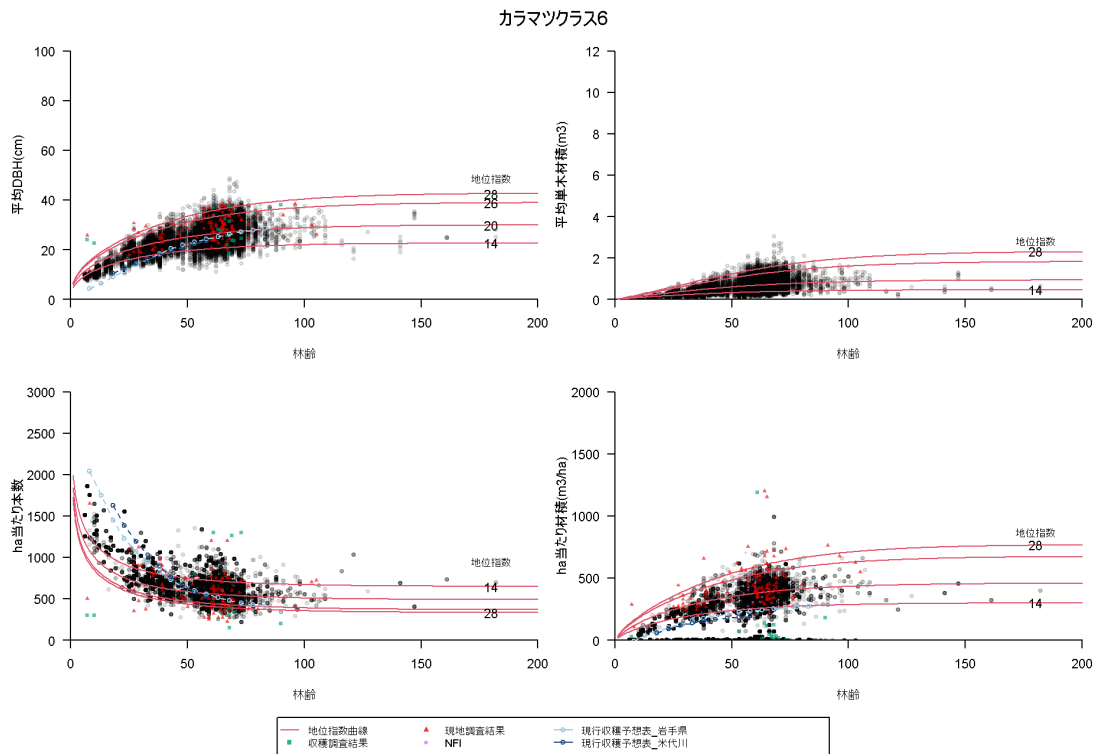 カラマツクラス6
平均DBH(cm)
100
80
60
40
20
0
地位指数
28
26
20
14
0 50 100 150 200
林齢
平均単木材積(m3)
12
10
8
6
4
2
0
地位指数
28
14
0 50 100 150 200
林齢
ha当たり本数
3000
2500
2000
1500
1000
500
0
地位指数
14
28
0 50 100 150 200
林齢
ha当たり材積(m3/ha)
2000
1500
1000
500
0
地位指数
28
14
0 50 100 150 200
林齢
地位指数曲線 現地調査結果 現行収穫予想表_岩手県
収穫調査結果 NFI 現行収穫予想表_米代川